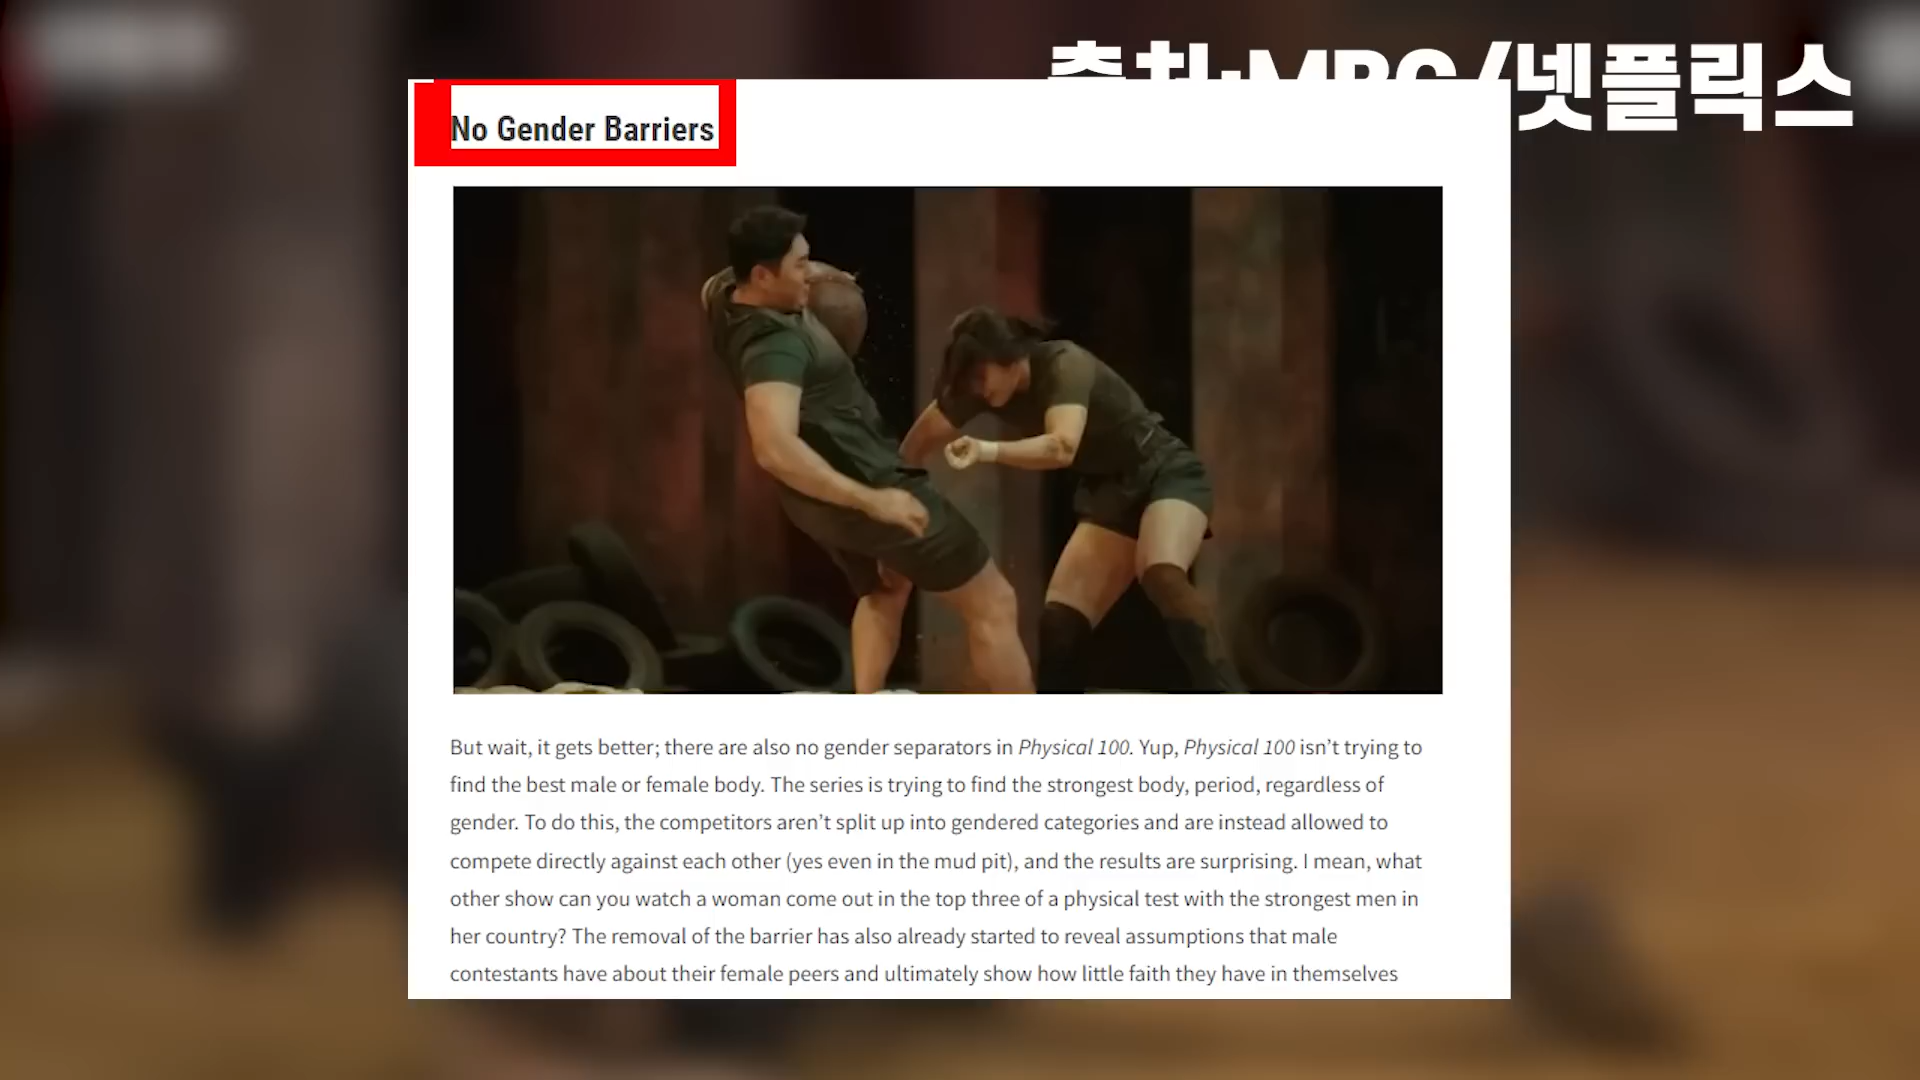 출처:MBC/넷플릭스
No Gender Barriers
But wait, it gets better; there are also no gender separators in Physical 100. Yup, Physical 100 isn’t trying to
find the best male or female body. The series is trying to find the strongest body, period, regardless of
gender. To do this, the competitors aren’t split up into gendered categories and are instead allowed to
compete directly against each other (yes even in the mud pit), and the results are surprising. I mean, what
other show can you watch a woman come out in the top three of a physical test with the strongest men in
her country? The removal of the barrier has also already started to reveal assumptions that male
contestants have about their female peers and ultimately show how little faith they have in themselves